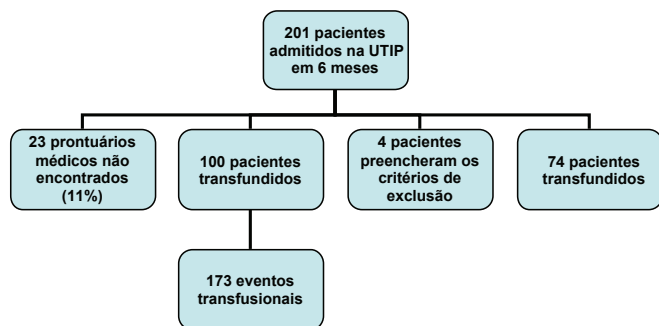 201 pacientes
admitidos na UTIP
em 6 meses
23 prontuários
médicos não
encontrados
(11%)
100 pacientes
transfundidos
4 pacientes
preencheram os
critérios de
exclusão
74 pacientes
transfundidos
173 eventos
transfusionais